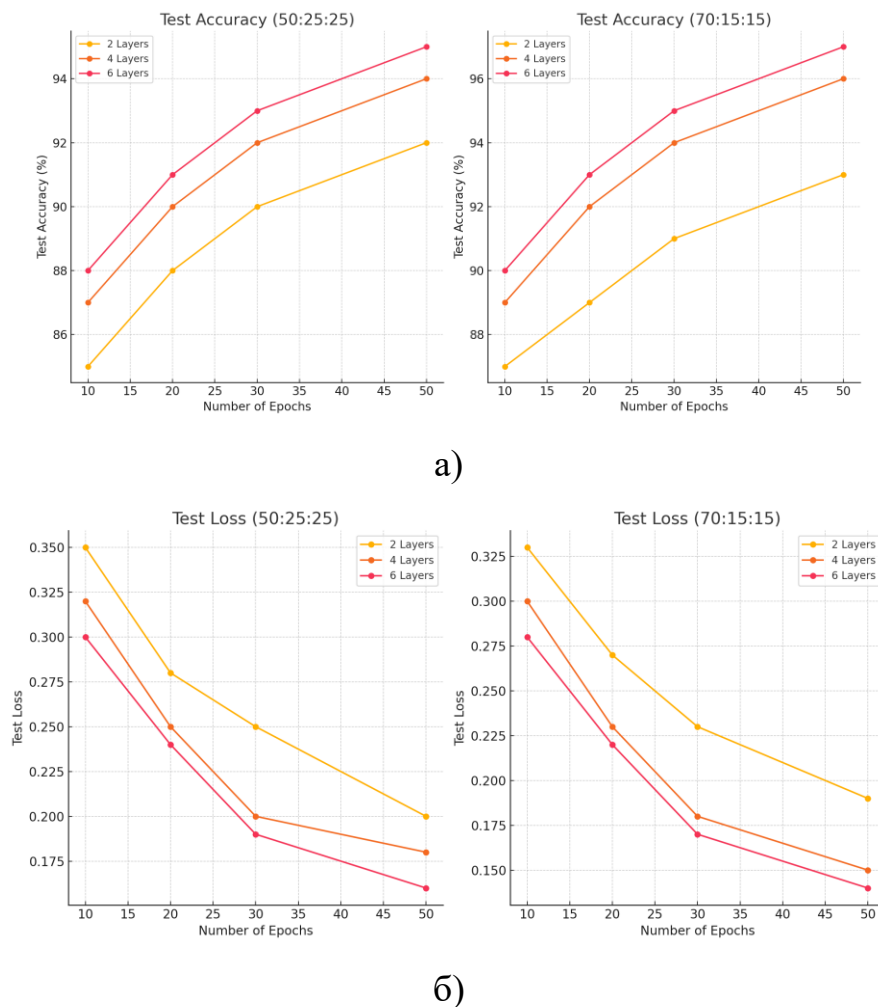 Test Accuracy (50:25:25)
2 Layers
4 Layers
6 Layers
Test Accuracy (%)
94
92
90
88
86
10 15 20 25 30 35 40 45 50
Number of Epochs
Test Accuracy (70:15:15)
2 Layers
4 Layers
6 Layers
Test Accuracy (%)
96
94
92
90
88
10 15 20 25 30 35 40 45 50
Number of Epochs
а)
Test Loss (50:25:25)
2 Layers
4 Layers
6 Layers
Test Loss
0.350
0.325
0.300
0.275
0.250
0.225
0.200
0.175
10 15 20 25 30 35 40 45 50
Number of Epochs
Test Loss (70:15:15)
2 Layers
4 Layers
6 Layers
Test Loss
0.325
0.300
0.275
0.250
0.225
0.200
0.175
0.150
10 15 20 25 30 35 40 45 50
Number of Epochs
б)